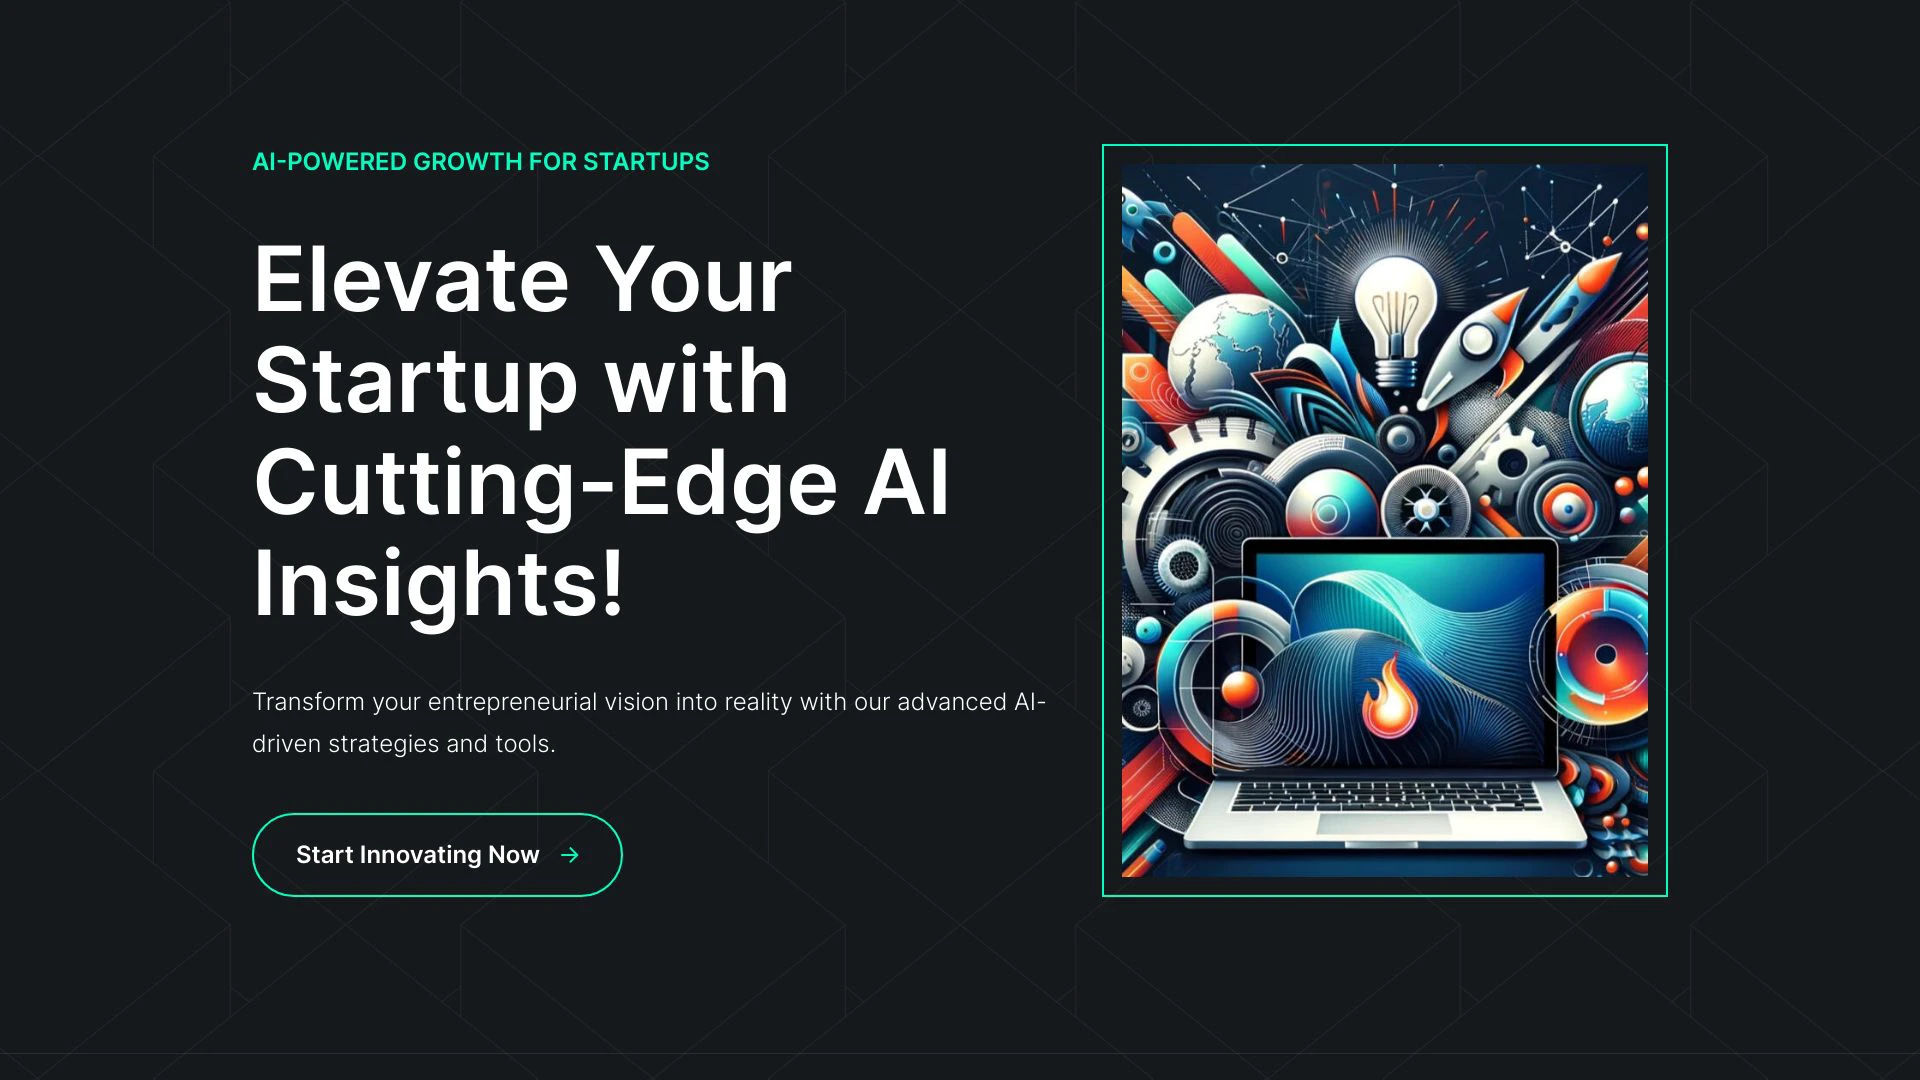 AI-POWERED GROWTH FOR STARTUPS
Elevate Your
Startup with
Cutting-Edge AI
Insights!
Transform your entrepreneurial vision into reality with our advanced AI-
driven strategies and tools.
Start Innovating Now